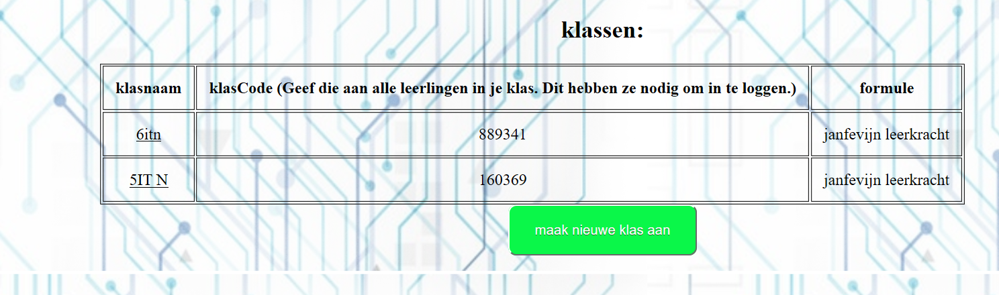 klassen:
klasnaam klasCode (Geef die aan alle leerlingen in je klas. Dit hebben ze nodig om in te loggen.) formule
6itn 889341 janfevijn leerkracht
5IT N 160369 janfevijn leerkracht
maak nieuwe klas aan